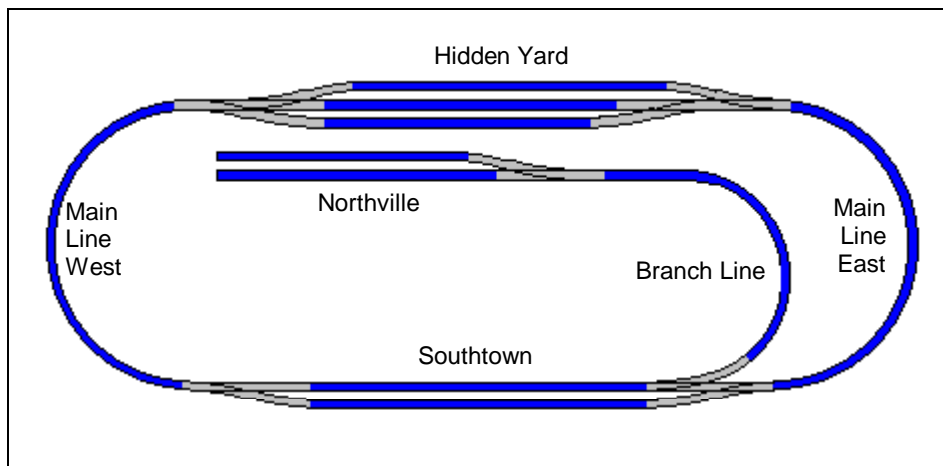 Hidden Yard
Northville
Main
Line
West
Main
Line
East
Branch Line
Southtown